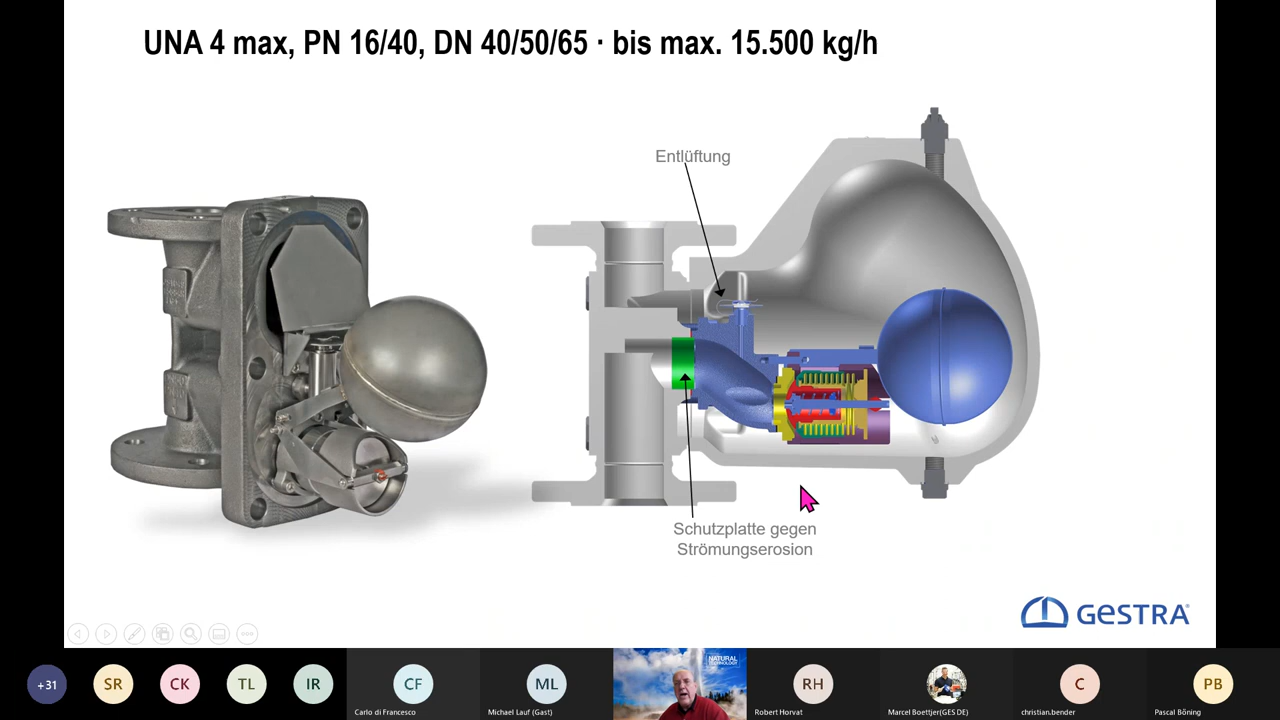 UNA 4 max, PN 16/40, DN 40/50/65 · bis max. 15.500 kg/h
Entlüftung
Schutzplatte gegen
Strömungserosion
GESTRA
+31
SR
CK
TL
IR
CF
Carlo di Francesco
ML
Michael Lauf (Gast)
NATURAL
TECHNOLOGY
RH
Robert Horvat
Marcel Boettjer(GES DE)
C
christian.bender
PB
Pascal Böning